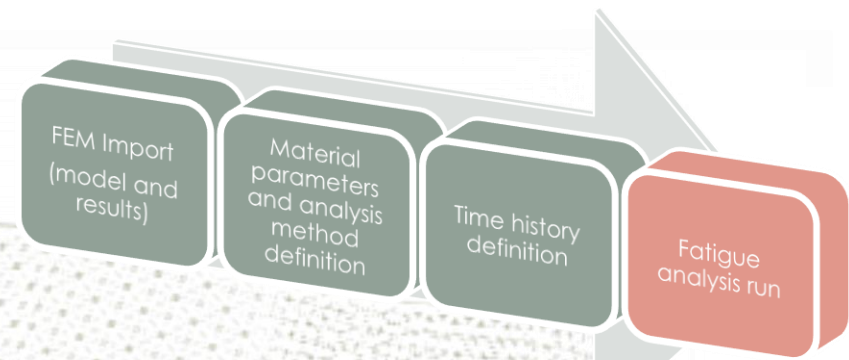 FEM Import
(model and
results)
Material
parameters
and analysis
method
definition
Time history
definition
Fatigue
analysis run